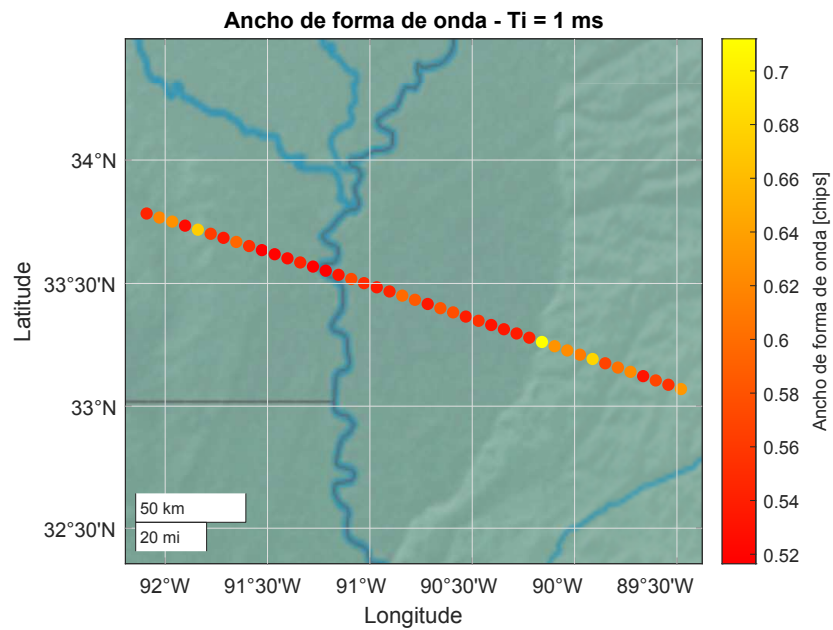 Ancho de forma de onda - Ti = 1 ms
34°N
33°30'N
33°N
32°30'N
Latitude
50 km
20 mi
92°W
91°30'W
91°W
90°30'W
90°W
89°30'W
Longitude
0.7
0.68
0.66
0.64
0.62
0.6
0.58
0.56
0.54
0.52
Ancho de forma de onda [chips]